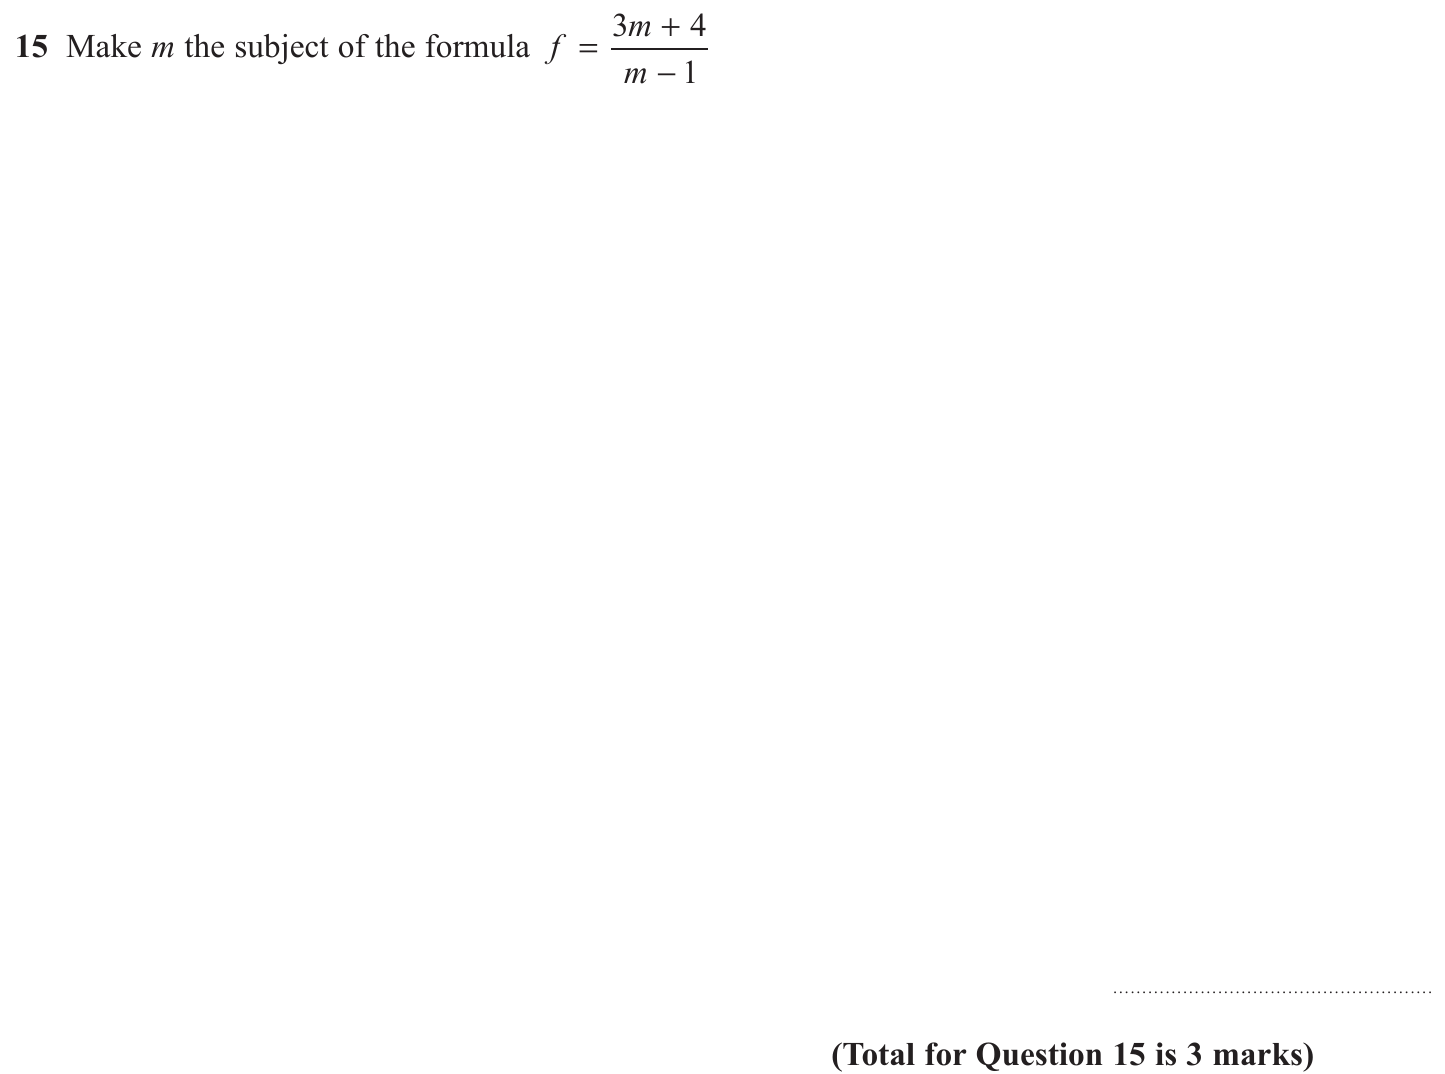 15 Make m the subject of the formula f = \frac{3m + 4}{m - 1}
(Total for Question 15 is 3 marks)